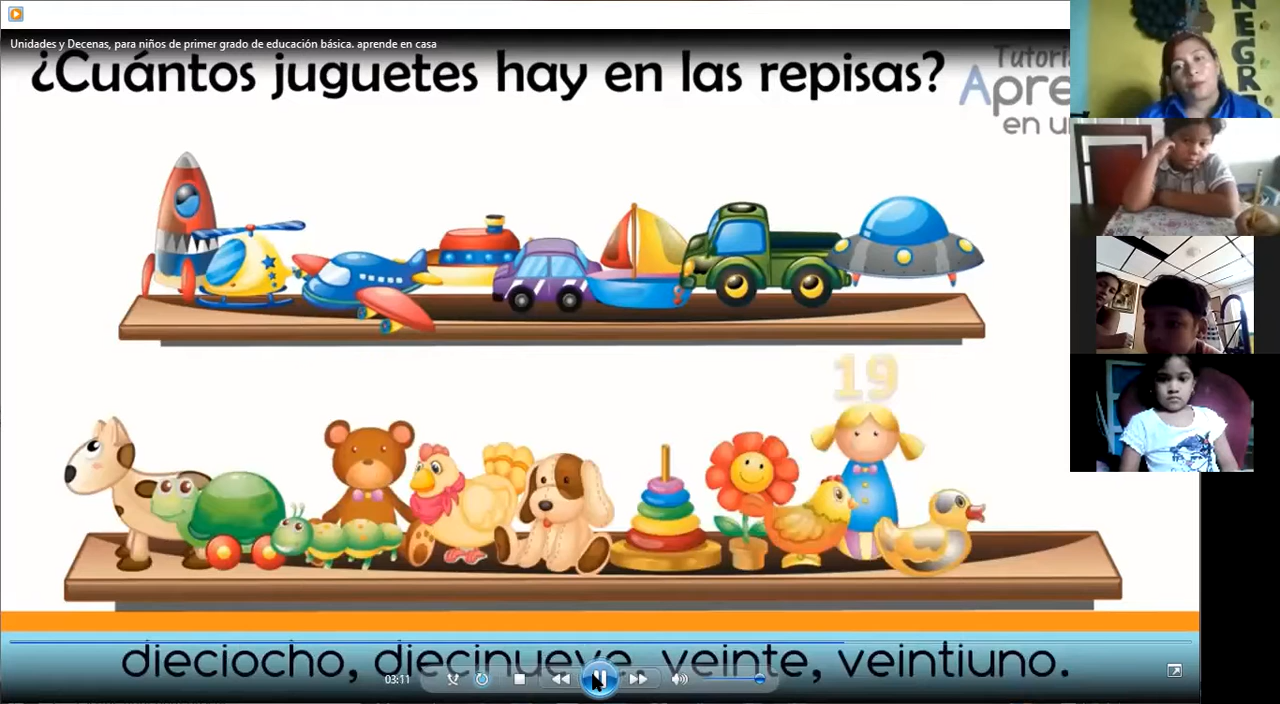 Unidades y Decenas, para niños de primer grado de educación básica. aprende en casa
¿Cuántos juguetes hay en las repisas?
19
dieciocho, diecinueve, veinte, veintiuno.
03:11